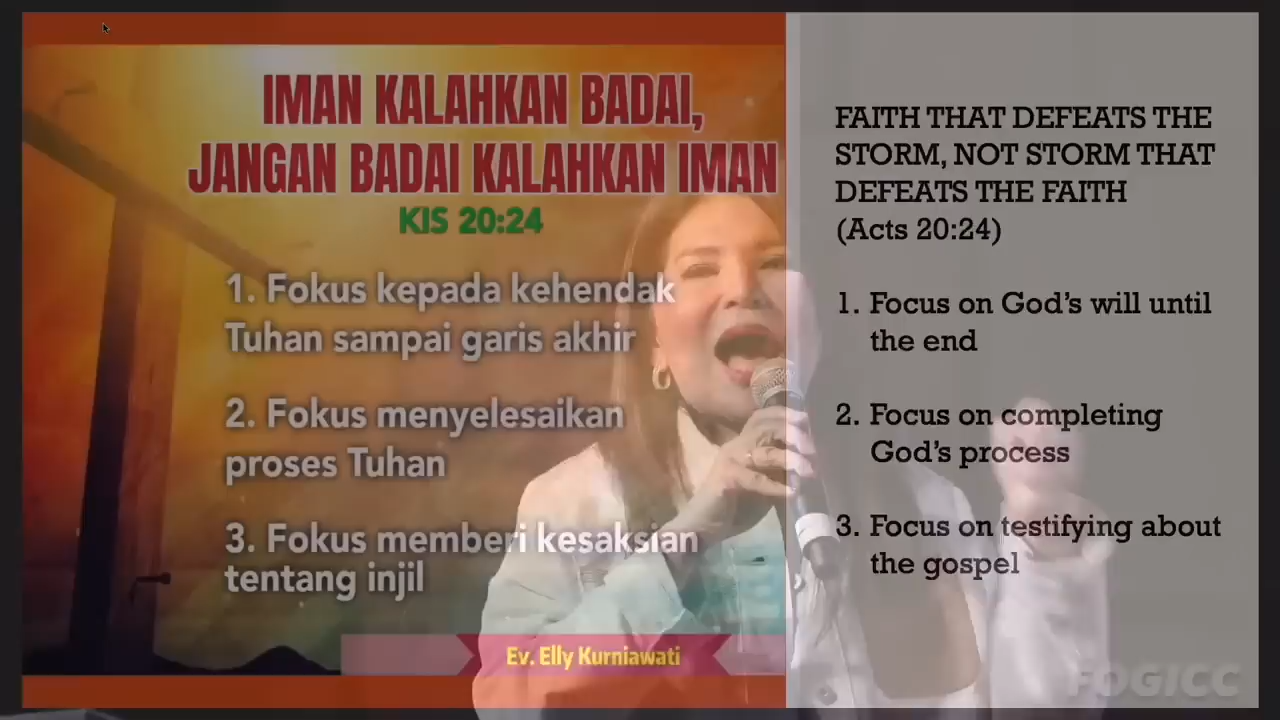 IMAN KALAHKAN BADAI,
JANGAN BADAI KALAHKAN IMAN
KIS 20:24
1. Fokus kepada kehendak
Tuhan sampai garis akhir
2. Fokus menyelesaikan
proses Tuhan
3. Fokus memberi kesaksian
tentang injil
Ev. Elly Kurniawati
FAITH THAT DEFEATS THE
STORM, NOT STORM THAT
DEFEATS THE FAITH
(Acts 20:24)
1. Focus on God's will until
the end
2. Focus on completing
God's process
3. Focus on testifying about
the gospel
FOGICC